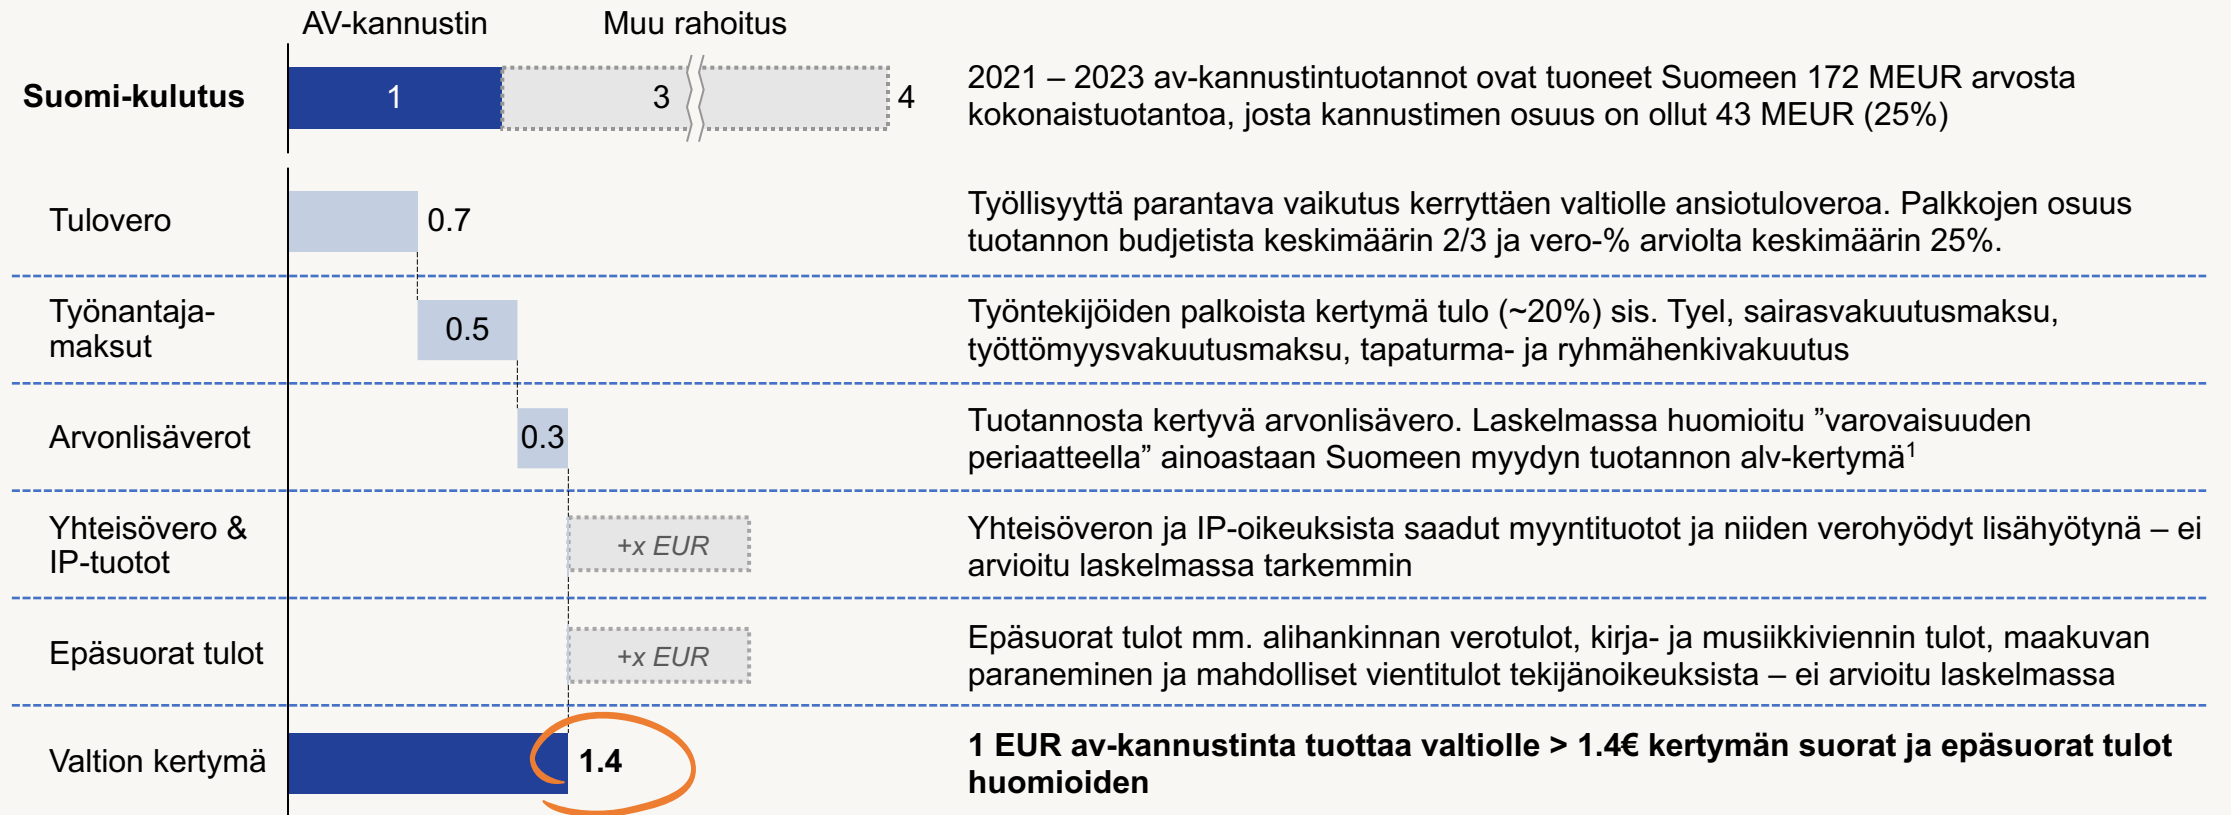 AV-kannustin Muu rahoitus
Suomi-kulutus 1 3 4
2021 – 2023 av-kannustintuotannot ovat tuoneet Suomeen 172 MEUR arvosta
kokonaistuotantoa, josta kannustimen osuus on ollut 43 MEUR (25%)
Tulovero 0.7
Työllisyyttä parantava vaikutus kerryttäen valtiolle ansiotuloveroa. Palkkojen osuus
tuotannon budjetista keskimäärin 2/3 ja vero-% arviolta keskimäärin 25%.
Työnantaja-
maksut
0.5
Työntekijöiden palkoista kertymä tulo (~20%) sis. Tyel, sairasvakuutusmaksu,
työttömyysvakuutusmaksu, tapaturma- ja ryhmähenkivakuutus
Arvonlisäverot 0.3
Tuotannosta kertyvä arvonlisävero. Laskelmassa huomioitu ”varovaisuuden
periaatteella” ainoastaan Suomeen myydyn tuotannon alv-kertymä¹
Yhteisövero &
IP-tuotot
+x EUR
Yhteisöveron ja IP-oikeuksista saadut myyntituotot ja niiden verohyödyt lisähyötynä – ei
arvioitu laskelmassa tarkemmin
Epäsuorat tulot +x EUR
Epäsuorat tulot mm. alihankinnan verotulot, kirja- ja musiikkiviennin tulot, maakuvan
paraneminen ja mahdolliset vientitulot tekijänoikeuksista – ei arvioitu laskelmassa
Valtion kertymä 1.4
1 EUR av-kannustinta tuottaa valtiolle > 1.4€ kertymän suorat ja epäsuorat tulot
huomioiden